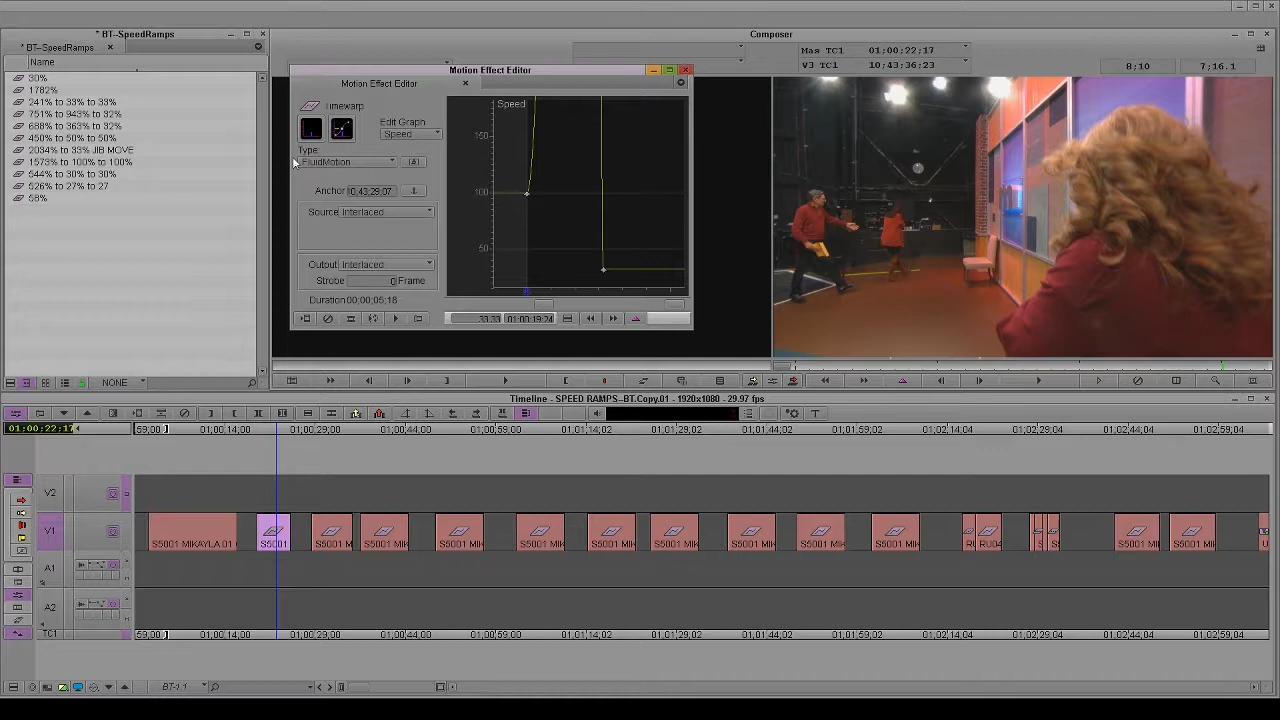 * BT--SpeedRamps
* BT--SpeedRamps
Name
30%
1782%
241% to 33% to 33%
751% to 943% to 32%
688% to 363% to 32%
450% to 50% to 50%
2034% to 33% JIB MOVE
1573% to 100% to 100%
544% to 30% to 30%
526% to 27% to 27
58%
NONE
Motion Effect Editor
Motion Effect Editor
Timewarp
Edit Graph
Speed
Type:
FluidMotion
Anchor 0;43;29;07
Source Interlaced
Output Interlaced
Strobe 0 Frame
Duration 00;00;05;18
Speed
150
100
50
33.33 01:00:19:24
Composer
Mas TC1 01;00;22;17
V3 TC1 10;43;36;23
8;10
7;16.1
Timeline - SPEED RAMPS--BT.Copy.01 - 1920x1080 - 29.97 fps
01;00;22;17
59;00 01;00;14;00 01;00;29;00 01;00;44;00 01;00;59;00 01;01;14;02 01;01;29;02 01;01;44;02 01;01;59;02 01;02;14;04 01;02;29;04 01;02;44;04 01;02;59;04
V2
V1
S5001 MIKAYLA 01 S5001 S5001 M S5001 MIK S5001 MIK S5001 MIK S5001 MIK S5001 MIK S5001 MIK S5001 MIK S5001 MIK RU RU04 S S5 S5001 MIK S5001 MIK
A1
A2
TC1
59;00 01;00;14;00 01;00;29;00 01;00;44;00 01;00;59;00 01;01;14;02 01;01;29;02 01;01;44;02 01;01;59;02 01;02;14;04 01;02;29;04 01;02;44;04 01;02;59;04
BT-1.1